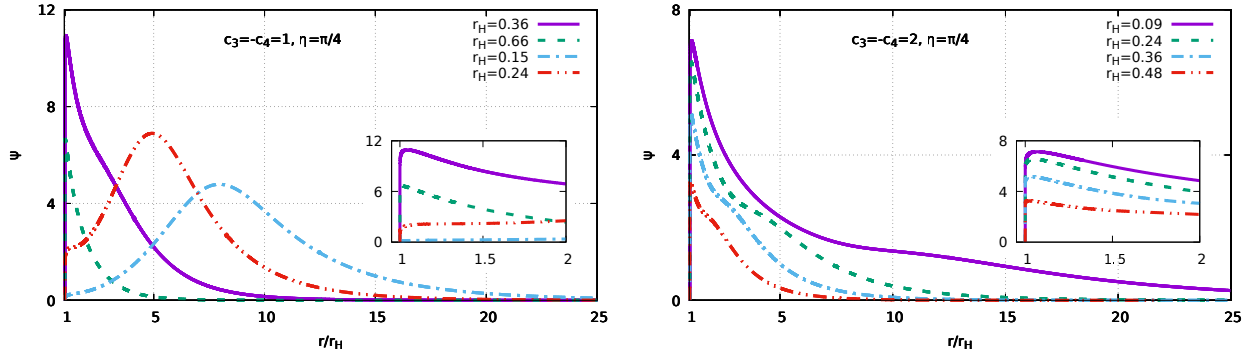 12
8
4
0
ψ
c₃=-c₄=1, η=π/4
r_H=0.36
r_H=0.66
r_H=0.15
r_H=0.24
12
6
0
1
1.5
2
1
5
10
15
20
25
r/r_H
8
4
0
ψ
c₃=-c₄=2, η=π/4
r_H=0.09
r_H=0.24
r_H=0.36
r_H=0.48
8
6
4
2
0
1
1.5
2
1
5
10
15
20
25
r/r_H